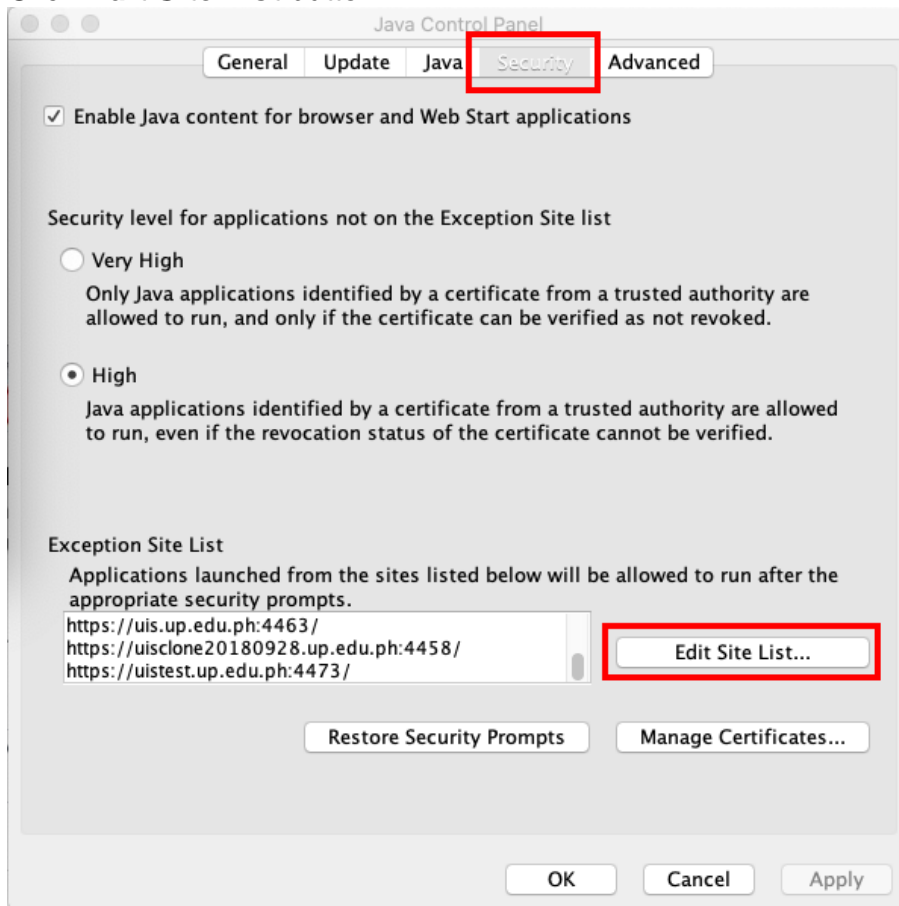 Java Control Panel
General Update Java Security Advanced
Enable Java content for browser and Web Start applications
Security level for applications not on the Exception Site list
Very High
Only Java applications identified by a certificate from a trusted authority are
allowed to run, and only if the certificate can be verified as not revoked.
High
Java applications identified by a certificate from a trusted authority are allowed
to run, even if the revocation status of the certificate cannot be verified.
Exception Site List
Applications launched from the sites listed below will be allowed to run after the
appropriate security prompts.
https://uis.up.edu.ph:4463/
https://uisclone20180928.up.edu.ph:4458/
https://uistest.up.edu.ph:4473/
Edit Site List...
Restore Security Prompts Manage Certificates...
OK Cancel Apply